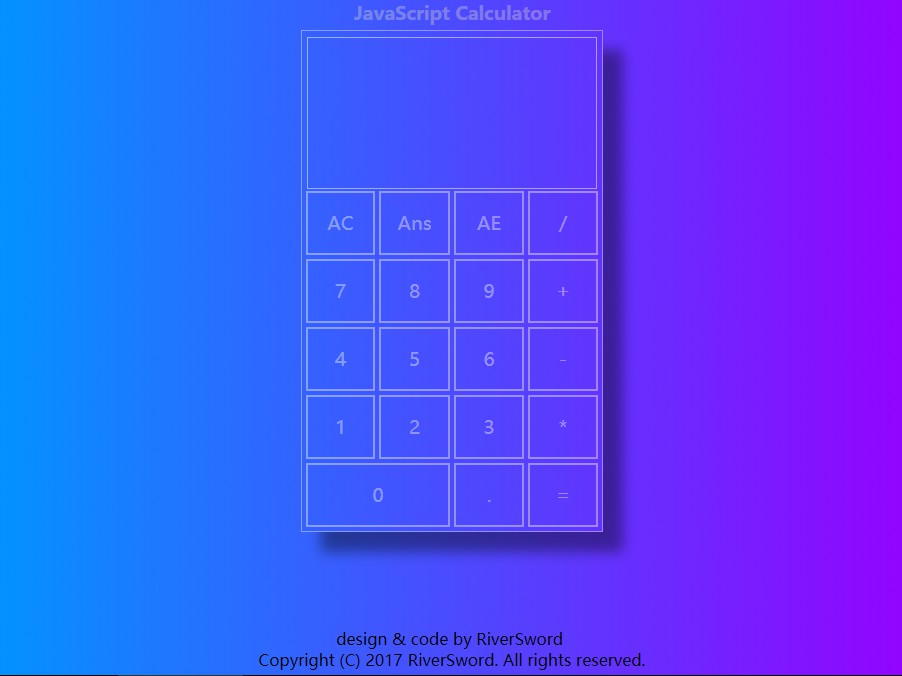 JavaScript Calculator
AC Ans AE /
7 8 9 +
4 5 6 -
1 2 3 *
0 . =
design & code by RiverSword
Copyright (C) 2017 RiverSword. All rights reserved.